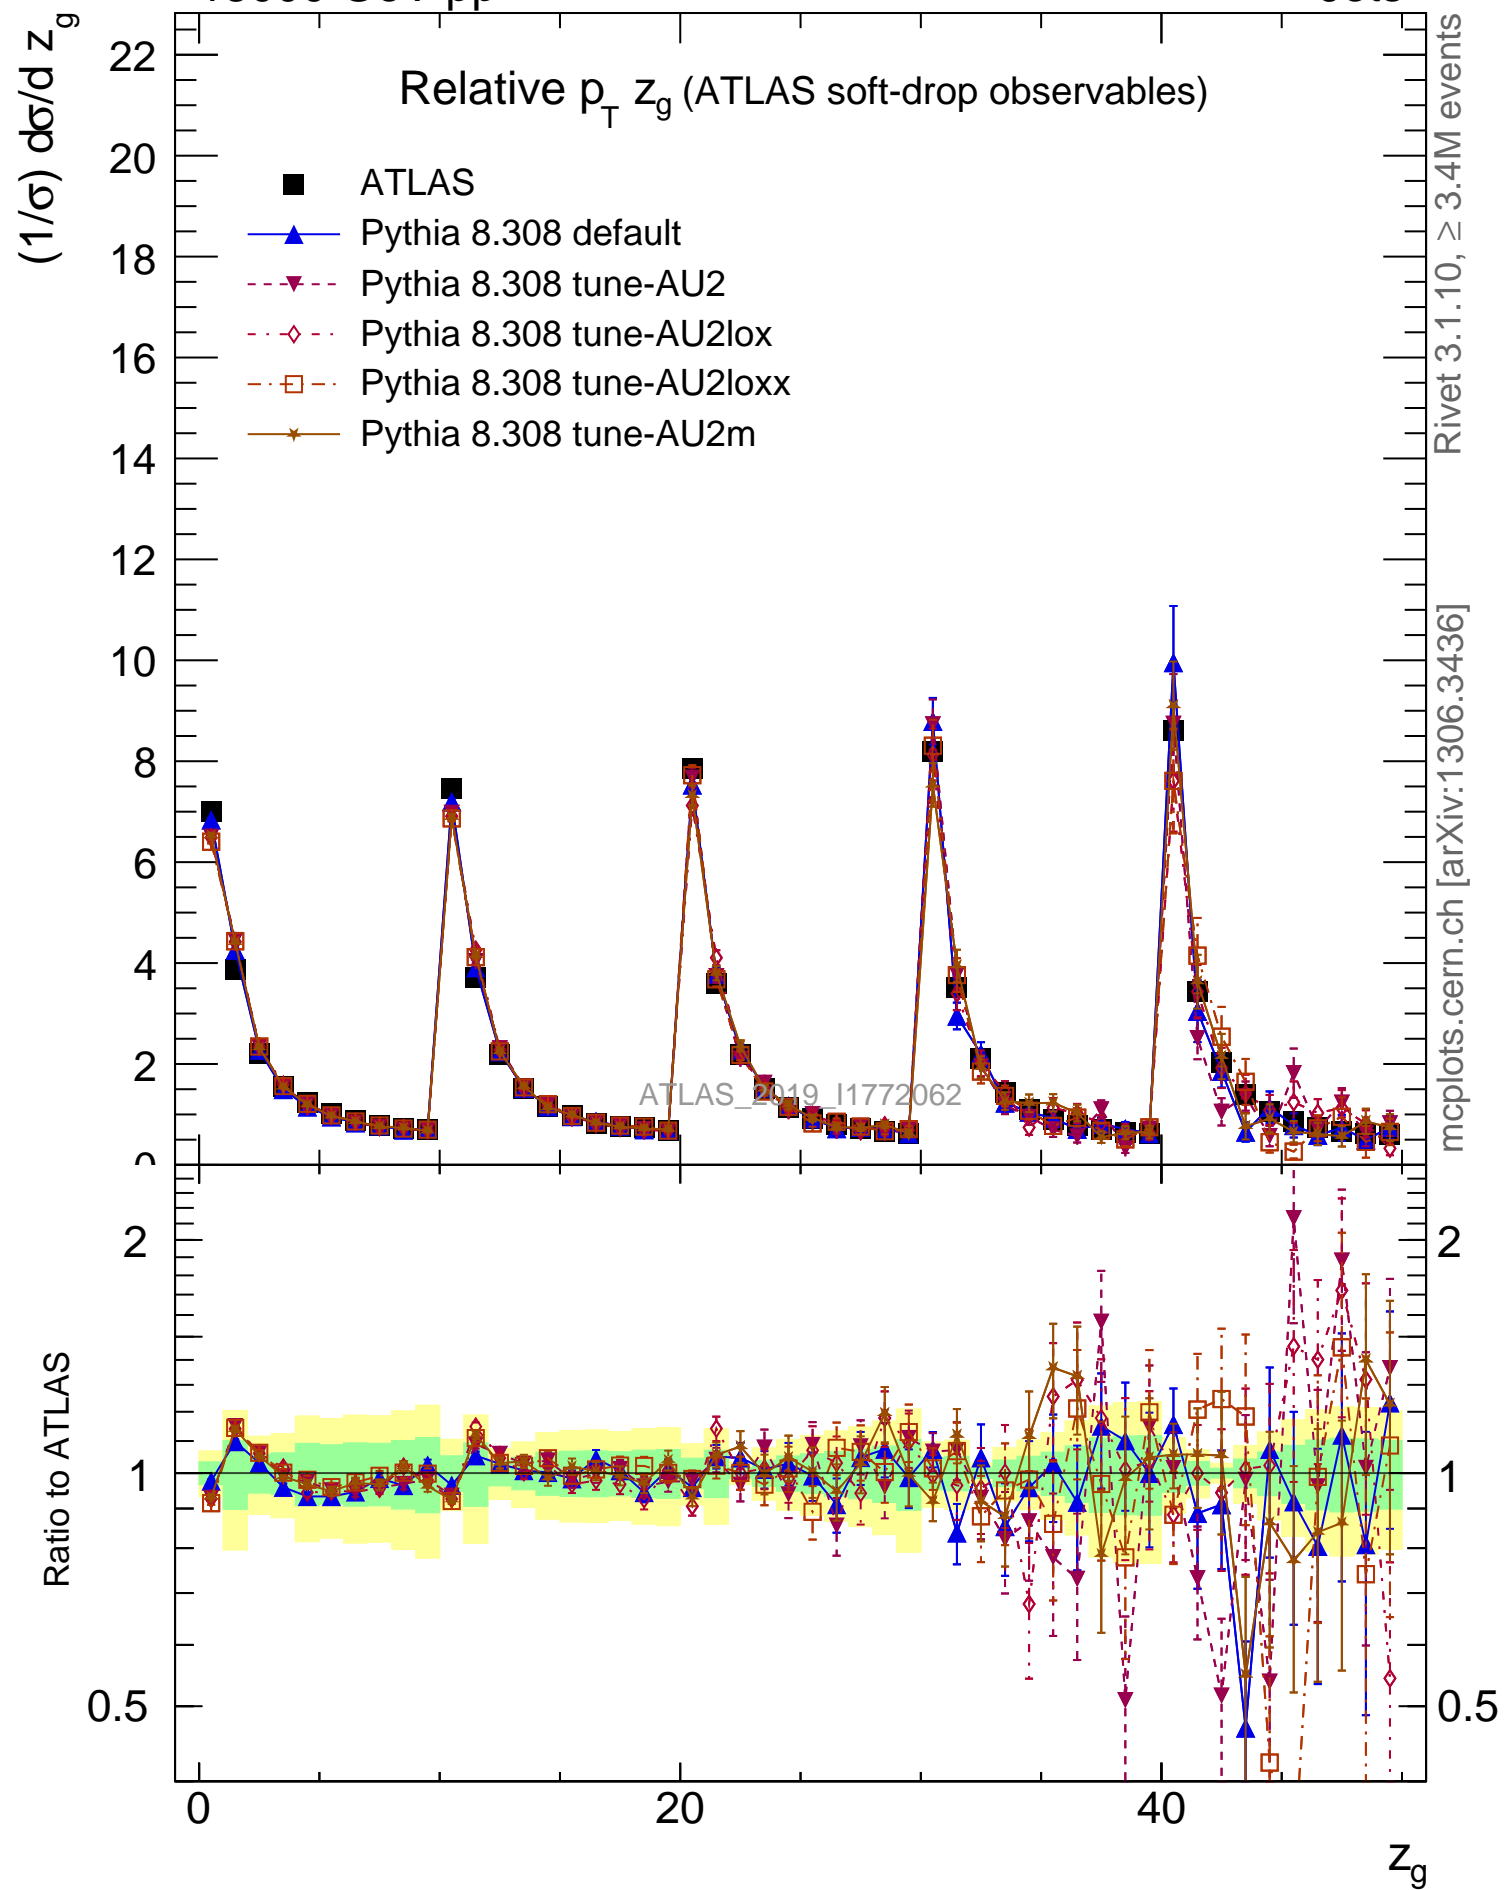 (1/σ) dσ/d z_g
Relative p_T z_g (ATLAS soft-drop observables)
ATLAS
Pythia 8.308 default
Pythia 8.308 tune-AU2
Pythia 8.308 tune-AU2lox
Pythia 8.308 tune-AU2loxx
Pythia 8.308 tune-AU2m
22
20
18
16
14
12
10
8
6
4
2
0
ATLAS_2019_I1772062
Rivet 3.1.10, ≥ 3.4M events
mcplots.cern.ch [arXiv:1306.3436]
Ratio to ATLAS
2
1
0.5
2
1
0.5
0
20
40
z_g